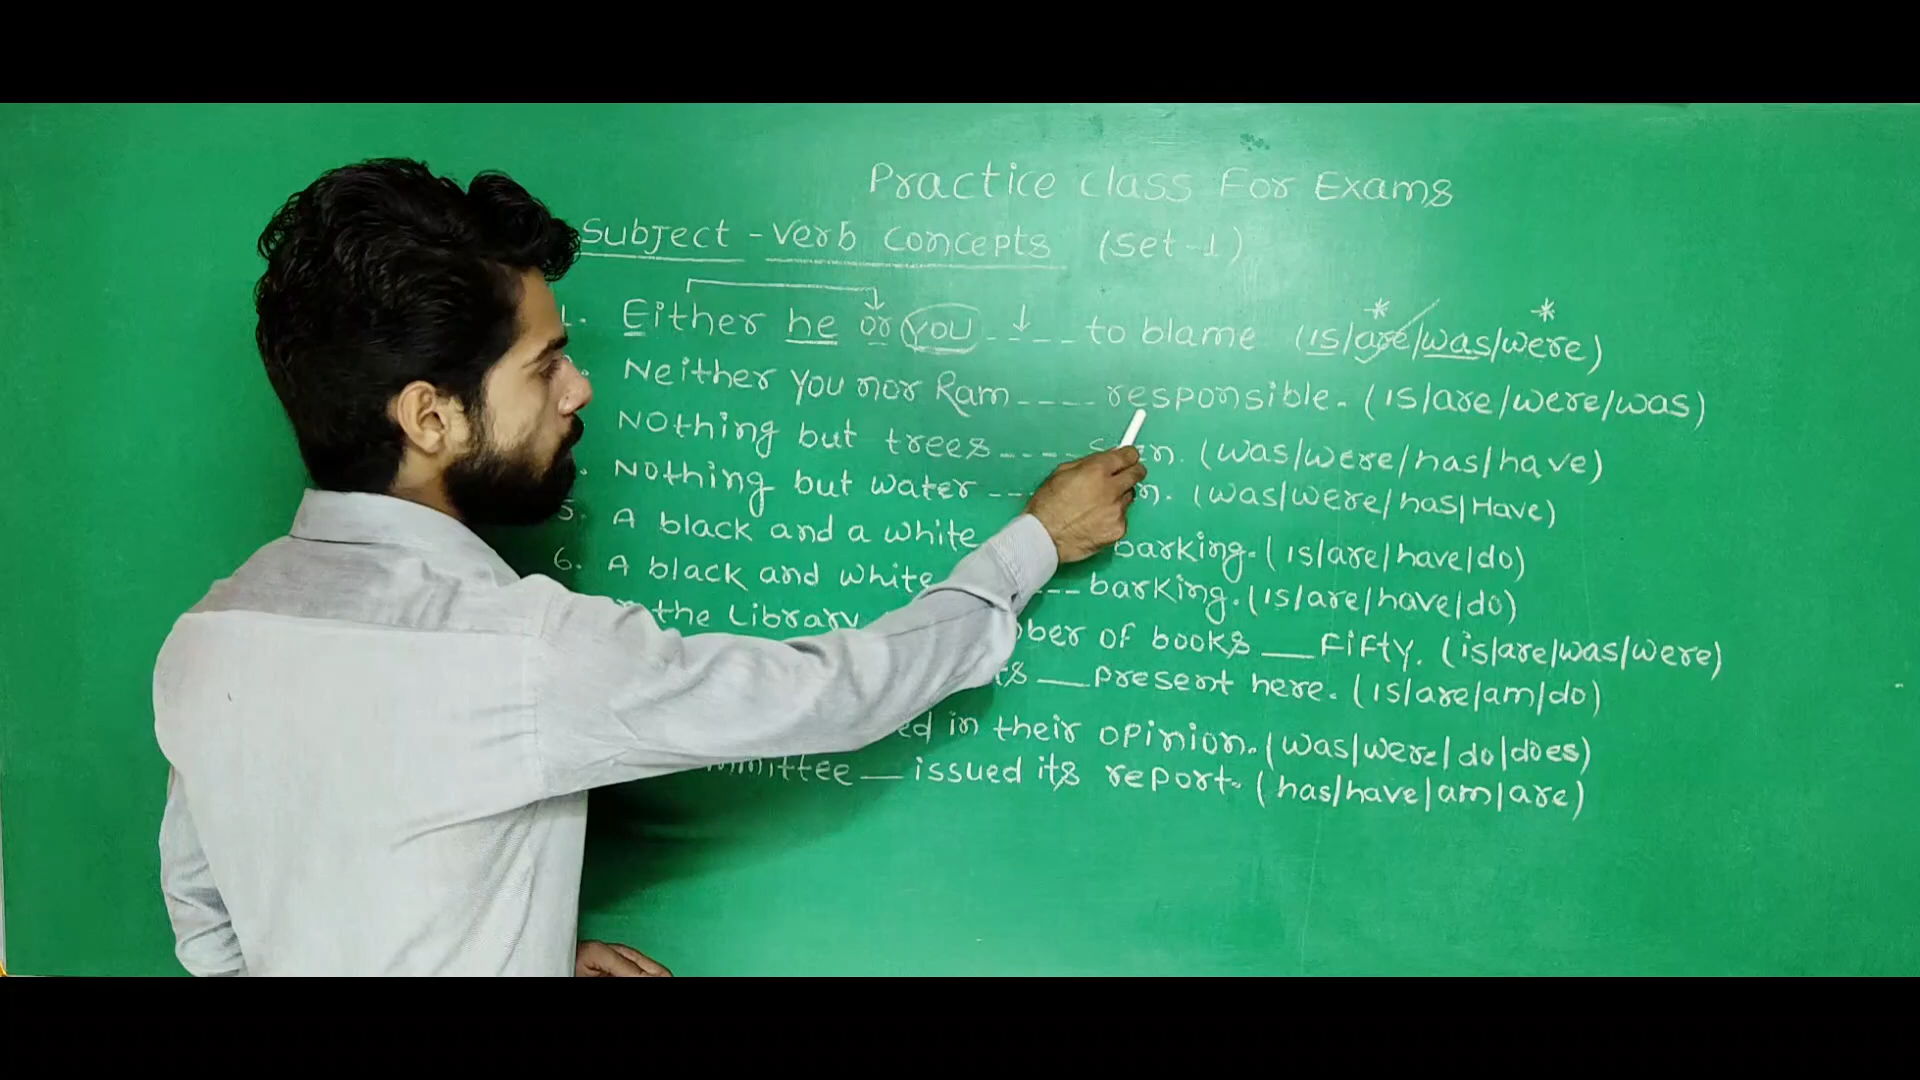 Practice Class For Exams
Subject - Verb Concepts (Set-1)
1. Either he or you ---- to blame (is/are/was/were)
Neither you nor Ram ---- responsible. (is/are/were/was)
Nothing but trees ---- (was/were/has/have)
Nothing but water --- (was/were/has/Have)
5. A black and a white barking. (is/are/have/do)
6. A black and white --- barking. (is/are/have/do)
the Library of books __ Fifty. (is/are/was/were)
__ present here. (is/are/am/do)
in their opinion. (was/were/do/does)
__ issued its report. (has/have/am/are)